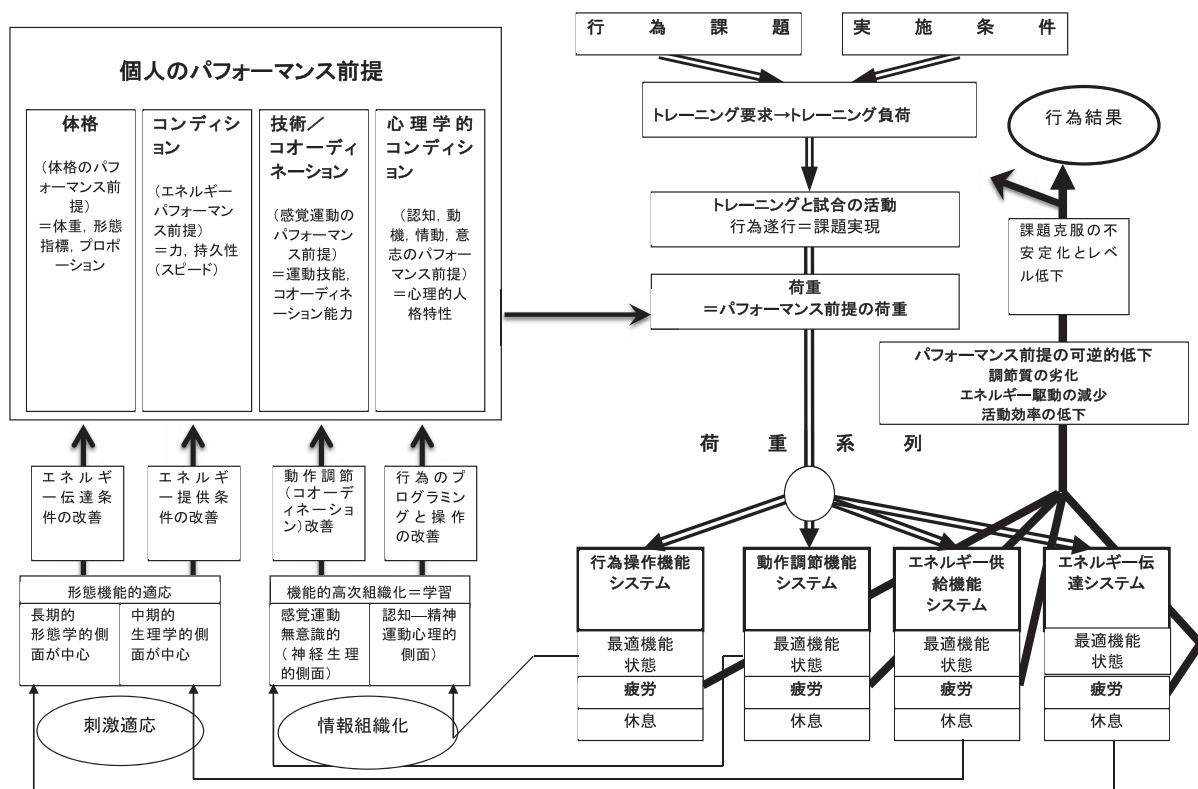 行為課題
実施条件
個人のパフォーマンス前提
体格
（体格のパフ
ォーマンス前
提）
＝体重，形態
指標，プロポ
ーション
コンディシ
ョン
（エネルギー
パフォーマン
ス前提）
＝力，持久性
（スピード）
技術／
コオーディ
ネーション
（感覚運動の
パフォーマン
ス前提）
＝運動技能，
コオーディネ
ーション能力
心理学的
コンディシ
ョン
（認知，動
機，情動，意
志のパフォー
マンス前提）
＝心理的人
格特性
トレーニング要求→トレーニング負荷
行為結果
トレーニングと試合の活動
行為遂行＝課題実現
課題克服の不
安定化とレベ
ル低下
荷重
＝パフォーマンス前提の荷重
パフォーマンス前提の可逆的低下
調節質の劣化
エネルギー駆動の減少
活動効率の低下
荷重系列
エネルギ
ー伝達条
件の改善
エネルギ
ー提供条
件の改善
動作調節
（コオーデ
ィネーショ
ン）改善
行為のプ
ログラミン
グと操作
の改善
形態機能的適応
長期的
形態学的側
面が中心
中期的
生理学的側
面が中心
機能的高次組織化＝学習
感覚運動
無意識的
（神経生理
的側面）
認知―精神
運動心理的
側面）
刺激適応
情報組織化
行為操作機能
システム
最適機能
状態
疲労
休息
動作調節機能
システム
最適機能
状態
疲労
休息
エネルギー供
給機能
システム
最適機能
状態
疲労
休息
エネルギー伝
達システム
最適機能
状態
疲労
休息